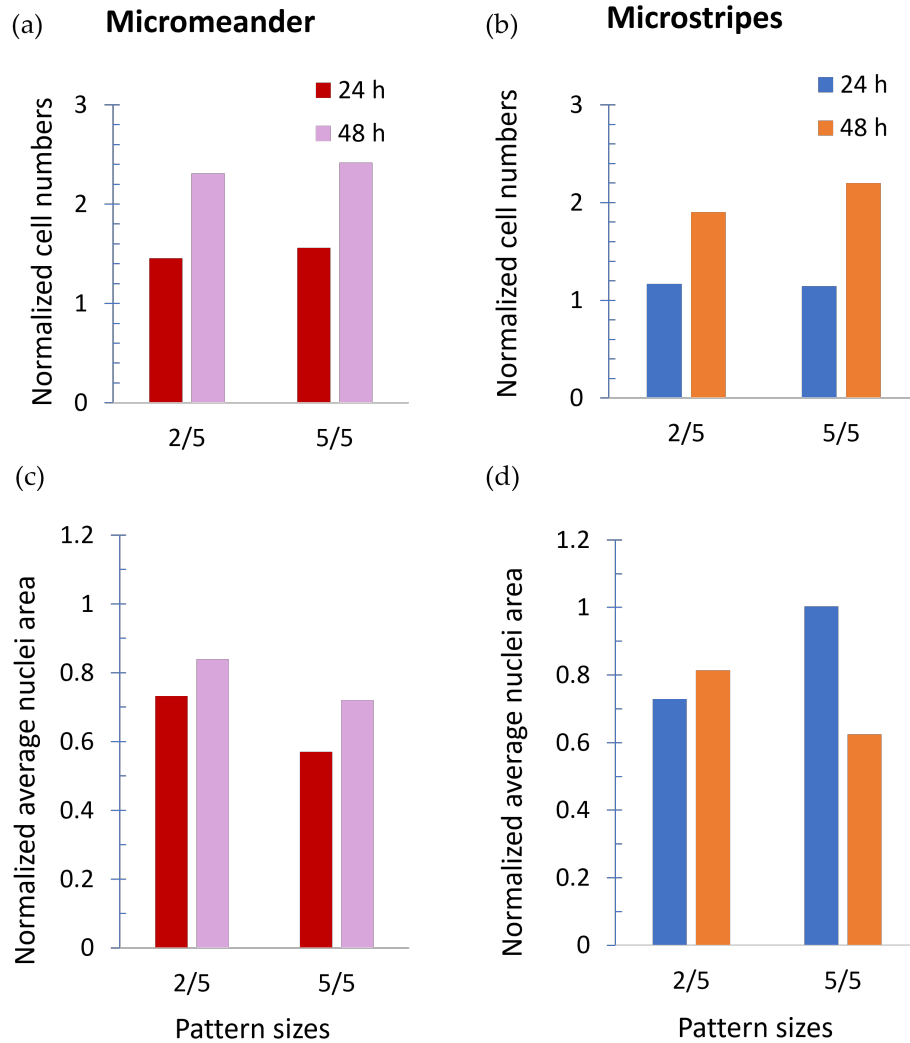 (a)
Micromeander
24 h
48 h
Normalized cell numbers
3
2
1
0
2/5
5/5
(b)
Microstripes
24 h
48 h
Normalized cell numbers
3
2
1
0
2/5
5/5
(c)
Normalized average nuclei area
1.2
1
0.8
0.6
0.4
0.2
0
2/5
5/5
Pattern sizes
(d)
Normalized average nuclei area
1.2
1
0.8
0.6
0.4
0.2
0
2/5
5/5
Pattern sizes